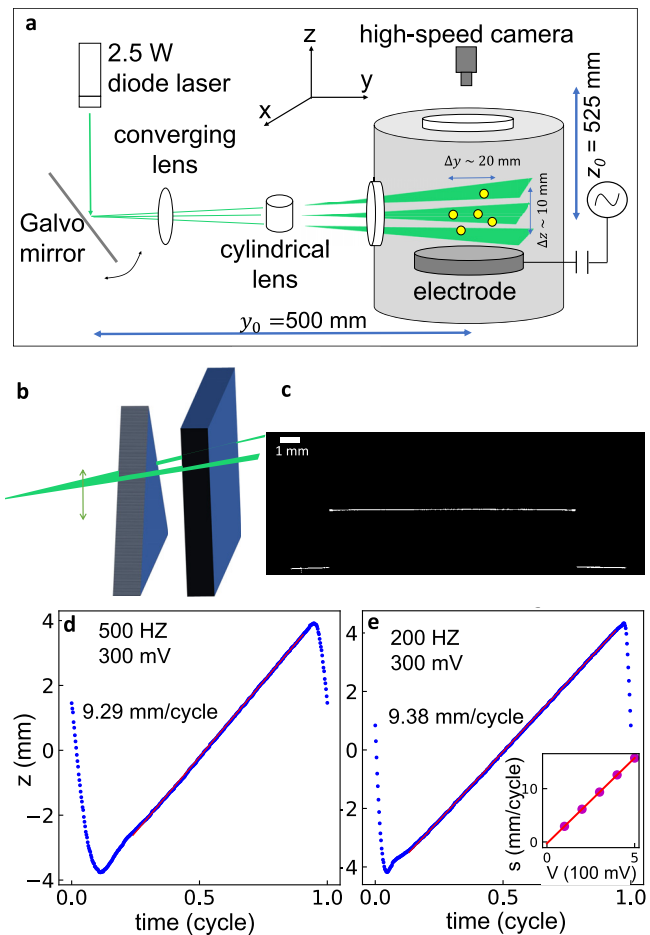 a
2.5 W
diode laser
converging
lens
Galvo
mirror
cylindrical
lens
z
y
x
high-speed camera
Δy ~ 20 mm
Δz ~ 10 mm
z₀ = 525 mm
electrode
y₀ =500 mm
b
c
1 mm
d
500 HZ
300 mV
9.29 mm/cycle
z (mm)
4
2
0
−2
−4
0.0
0.5
1.0
time (cycle)
e
200 HZ
300 mV
9.38 mm/cycle
4
2
0
−2
−4
0.0
0.5
1.0
time (cycle)
s (mm/cycle)
10
0
0
5
V (100 mV)